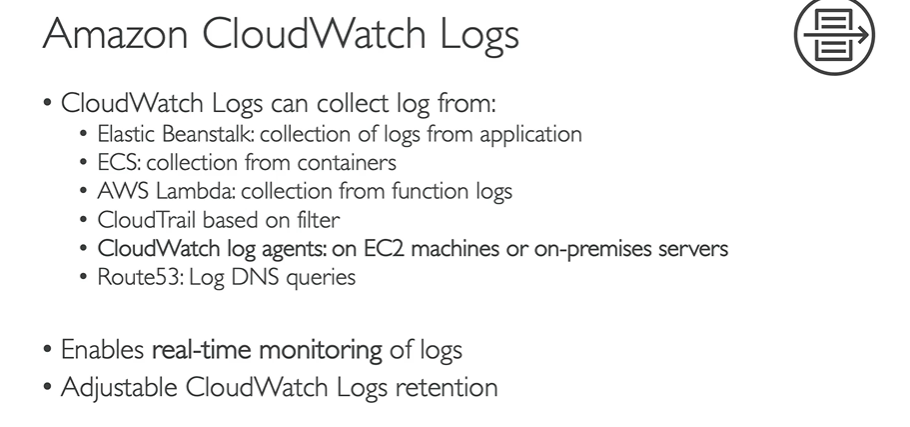 Amazon CloudWatch Logs
• CloudWatch Logs can collect log from:
• Elastic Beanstalk: collection of logs from application
• ECS: collection from containers
• AWS Lambda: collection from function logs
• CloudTrail based on filter
• CloudWatch log agents: on EC2 machines or on-premises servers
• Route53: Log DNS queries
• Enables real-time monitoring of logs
• Adjustable CloudWatch Logs retention